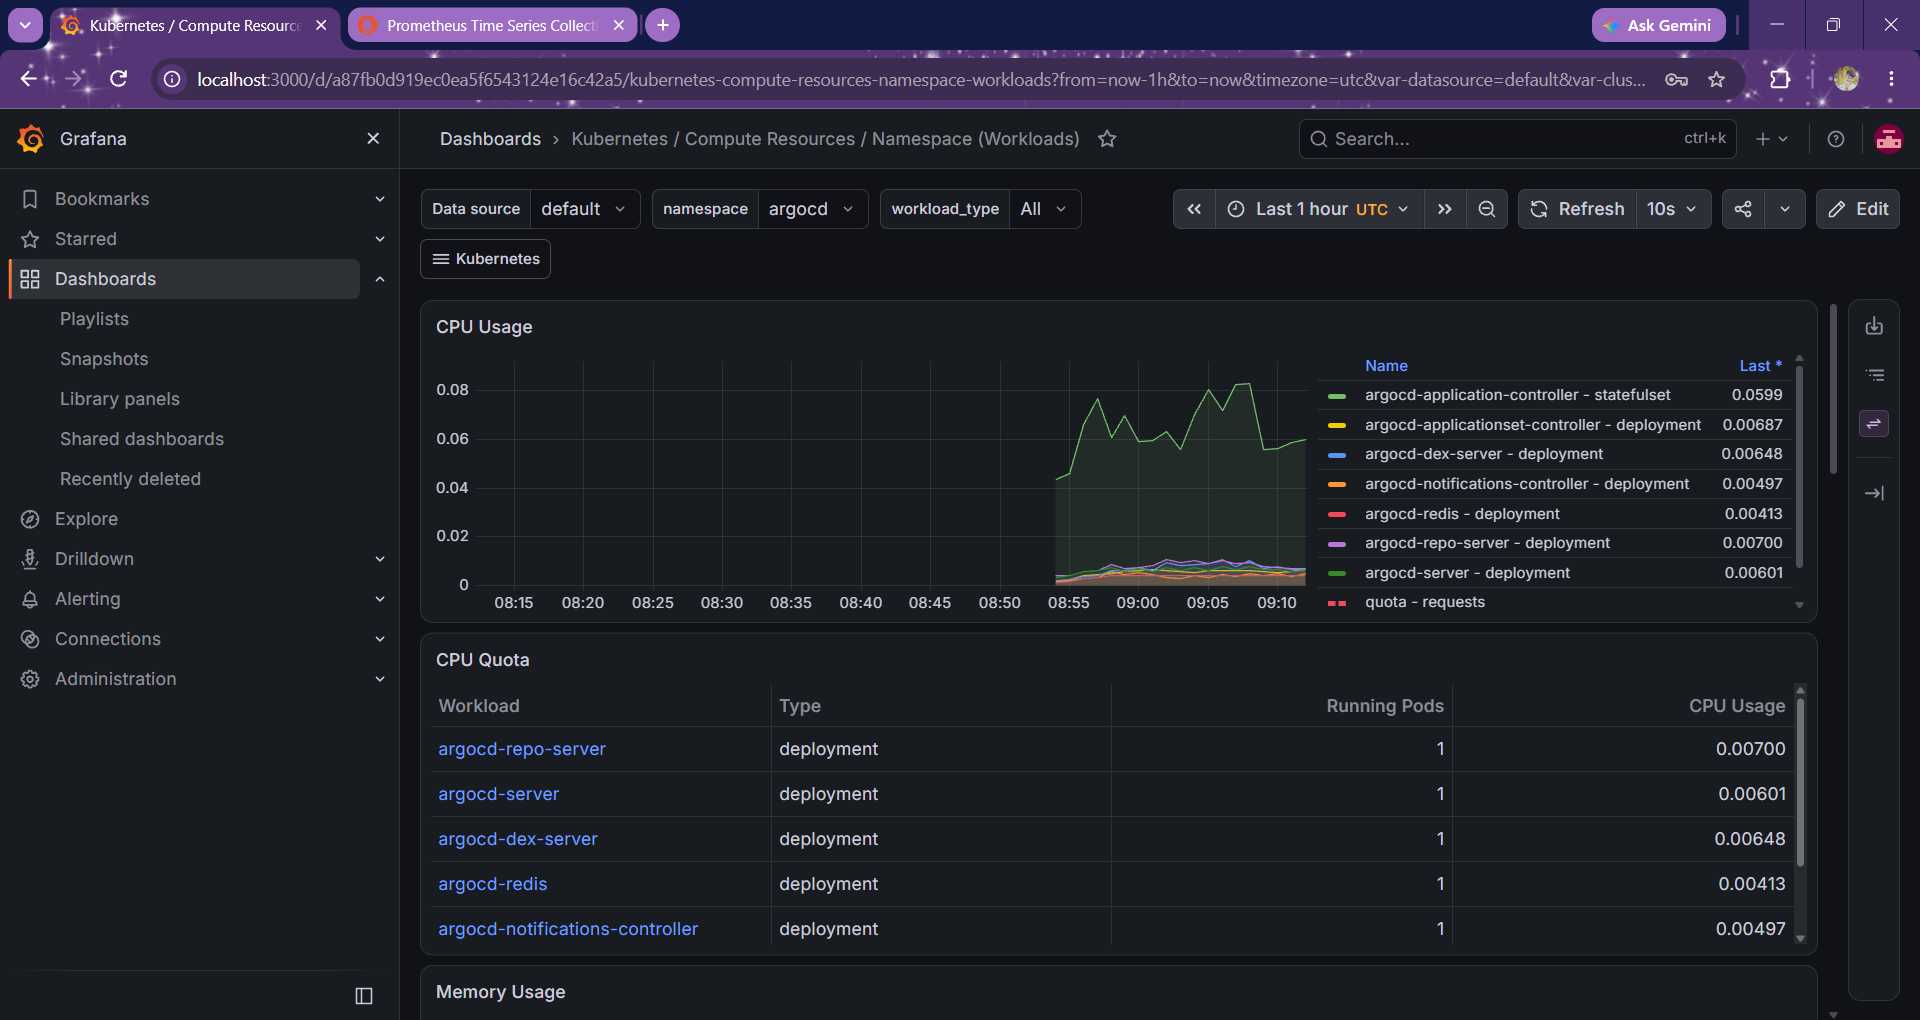 Kubernetes / Compute Resourc
Prometheus Time Series Collect
Ask Gemini
localhost:3000/d/a87fb0d919ec0ea5f6543124e16c42a5/kubernetes-compute-resources-namespace-workloads?from=now-1h&to=now&timezone=utc&var-datasource=default&var-clus...
Grafana
Dashboards › Kubernetes / Compute Resources / Namespace (Workloads)
Search...
ctrl+k
Bookmarks
Starred
Dashboards
Playlists
Snapshots
Library panels
Shared dashboards
Recently deleted
Explore
Drilldown
Alerting
Connections
Administration
Data source default
namespace argocd
workload_type All
Last 1 hour UTC
Refresh 10s
Edit
Kubernetes
CPU Usage
0.08
0.06
0.04
0.02
0
08:15 08:20 08:25 08:30 08:35 08:40 08:45 08:50 08:55 09:00 09:05 09:10
Name Last *
argocd-application-controller - statefulset 0.0599
argocd-applicationset-controller - deployment 0.00687
argocd-dex-server - deployment 0.00648
argocd-notifications-controller - deployment 0.00497
argocd-redis - deployment 0.00413
argocd-repo-server - deployment 0.00700
argocd-server - deployment 0.00601
quota - requests
CPU Quota
Workload Type Running Pods CPU Usage
argocd-repo-server deployment 1 0.00700
argocd-server deployment 1 0.00601
argocd-dex-server deployment 1 0.00648
argocd-redis deployment 1 0.00413
argocd-notifications-controller deployment 1 0.00497
Memory Usage